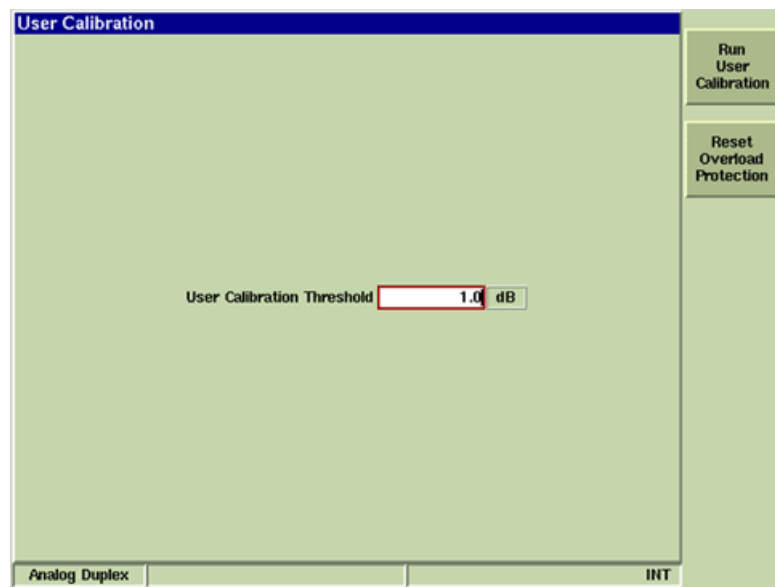 User Calibration
Run
User
Calibration
Reset
Overload
Protection
User Calibration Threshold 1.0 dB
Analog Duplex INT